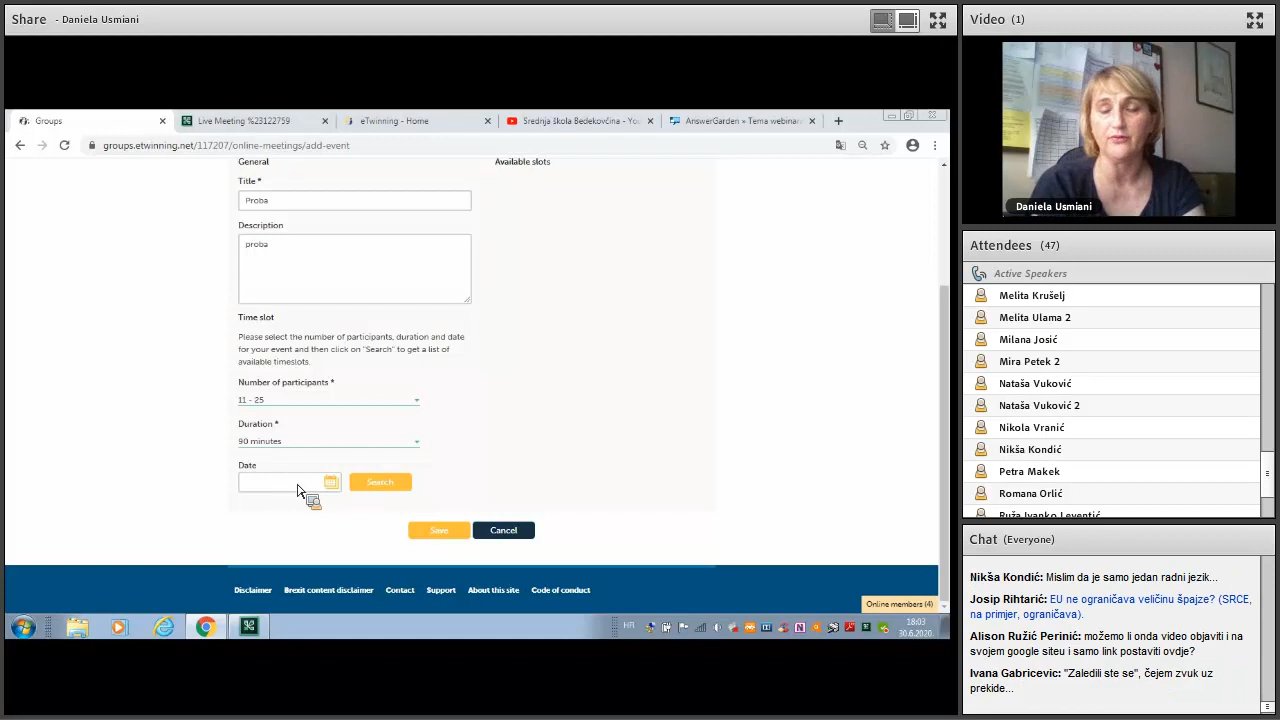 Share - Daniela Usmiani
Groups
Live Meeting %23122759
eTwinning - Home
Srednja škola Bedekovčina - Yo
AnswerGarden » Tema webinar
groups.etwinning.net/117207/online-meetings/add-event
General
Available slots
Title *
Proba
Description
proba
Time slot
Please select the number of participants, duration and date
for your event and then click on "Search" to get a list of
available timeslots.
Number of participants *
11 - 25
Duration *
90 minutes
Date
Search
Save
Cancel
Disclaimer
Brexit content disclaimer
Contact
Support
About this site
Code of conduct
Online members (4)
HR
18:03
30.6.2020.
Video (1)
Daniela Usmiani
Attendees (47)
Active Speakers
Melita Krušelj
Melita Ulama 2
Milana Josić
Mira Petek 2
Nataša Vuković
Nataša Vuković 2
Nikola Vranić
Nikša Kondić
Petra Makek
Romana Orlić
Ruža Ivanko Leventić
Chat (Everyone)
Nikša Kondić: Mislim da je samo jedan radni jezik...
Josip Rihtarić: EU ne ograničava veličinu špajze? (SRCE,
na primjer, ograničava).
Alison Ružić Perinić: možemo li onda video objaviti i na
svojem google siteu i samo link postaviti ovdje?
Ivana Gabricevic: "Zaledili ste se", čejem zvuk uz
prekide...